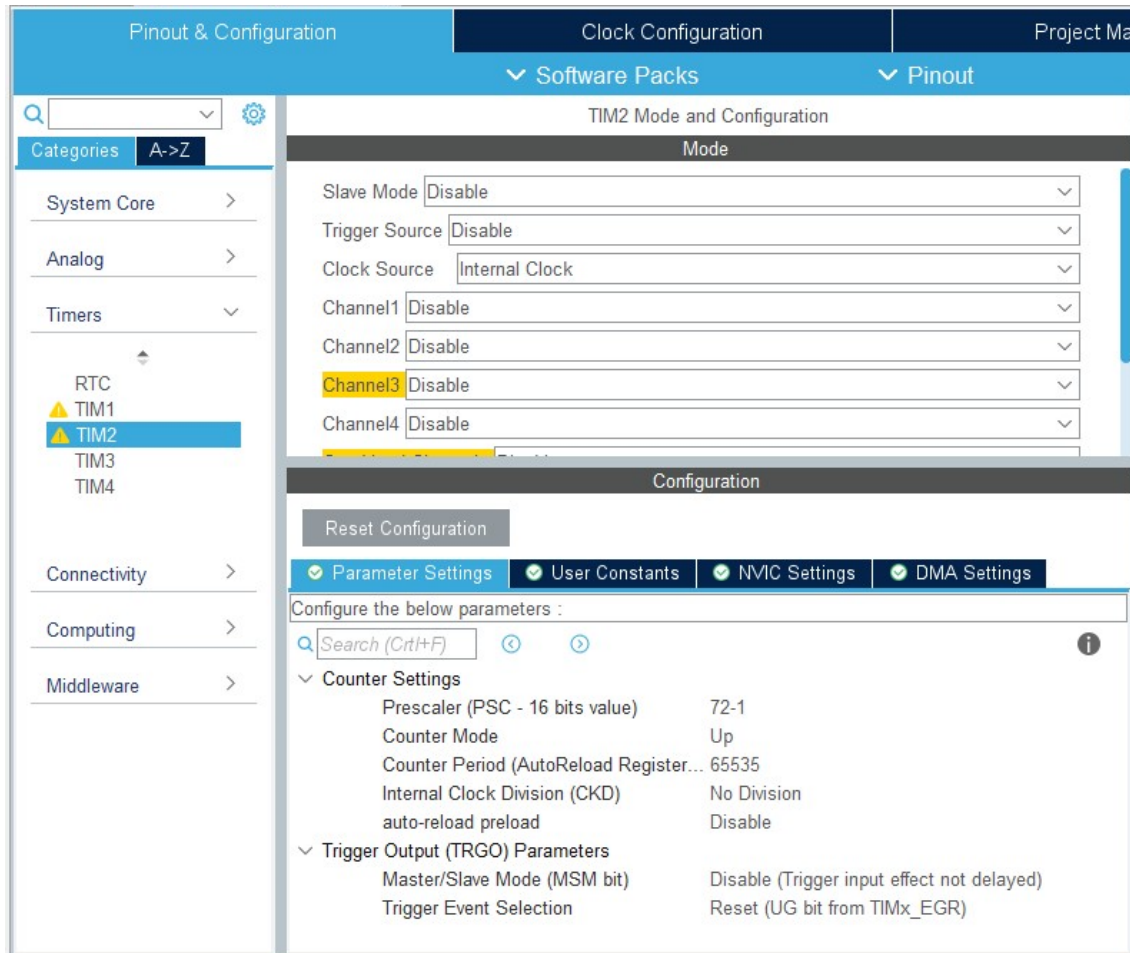 Pinout & Configuration
Clock Configuration
Project Ma
Software Packs
Pinout
Categories
A->Z
System Core
Analog
Timers
RTC
TIM1
TIM2
TIM3
TIM4
Connectivity
Computing
Middleware
TIM2 Mode and Configuration
Mode
Slave Mode Disable
Trigger Source Disable
Clock Source Internal Clock
Channel1 Disable
Channel2 Disable
Channel3 Disable
Channel4 Disable
Configuration
Reset Configuration
Parameter Settings
User Constants
NVIC Settings
DMA Settings
Configure the below parameters :
Search (Crtl+F)
Counter Settings
Prescaler (PSC - 16 bits value) 72-1
Counter Mode Up
Counter Period (AutoReload Register... 65535
Internal Clock Division (CKD) No Division
auto-reload preload Disable
Trigger Output (TRGO) Parameters
Master/Slave Mode (MSM bit) Disable (Trigger input effect not delayed)
Trigger Event Selection Reset (UG bit from TIMx_EGR)